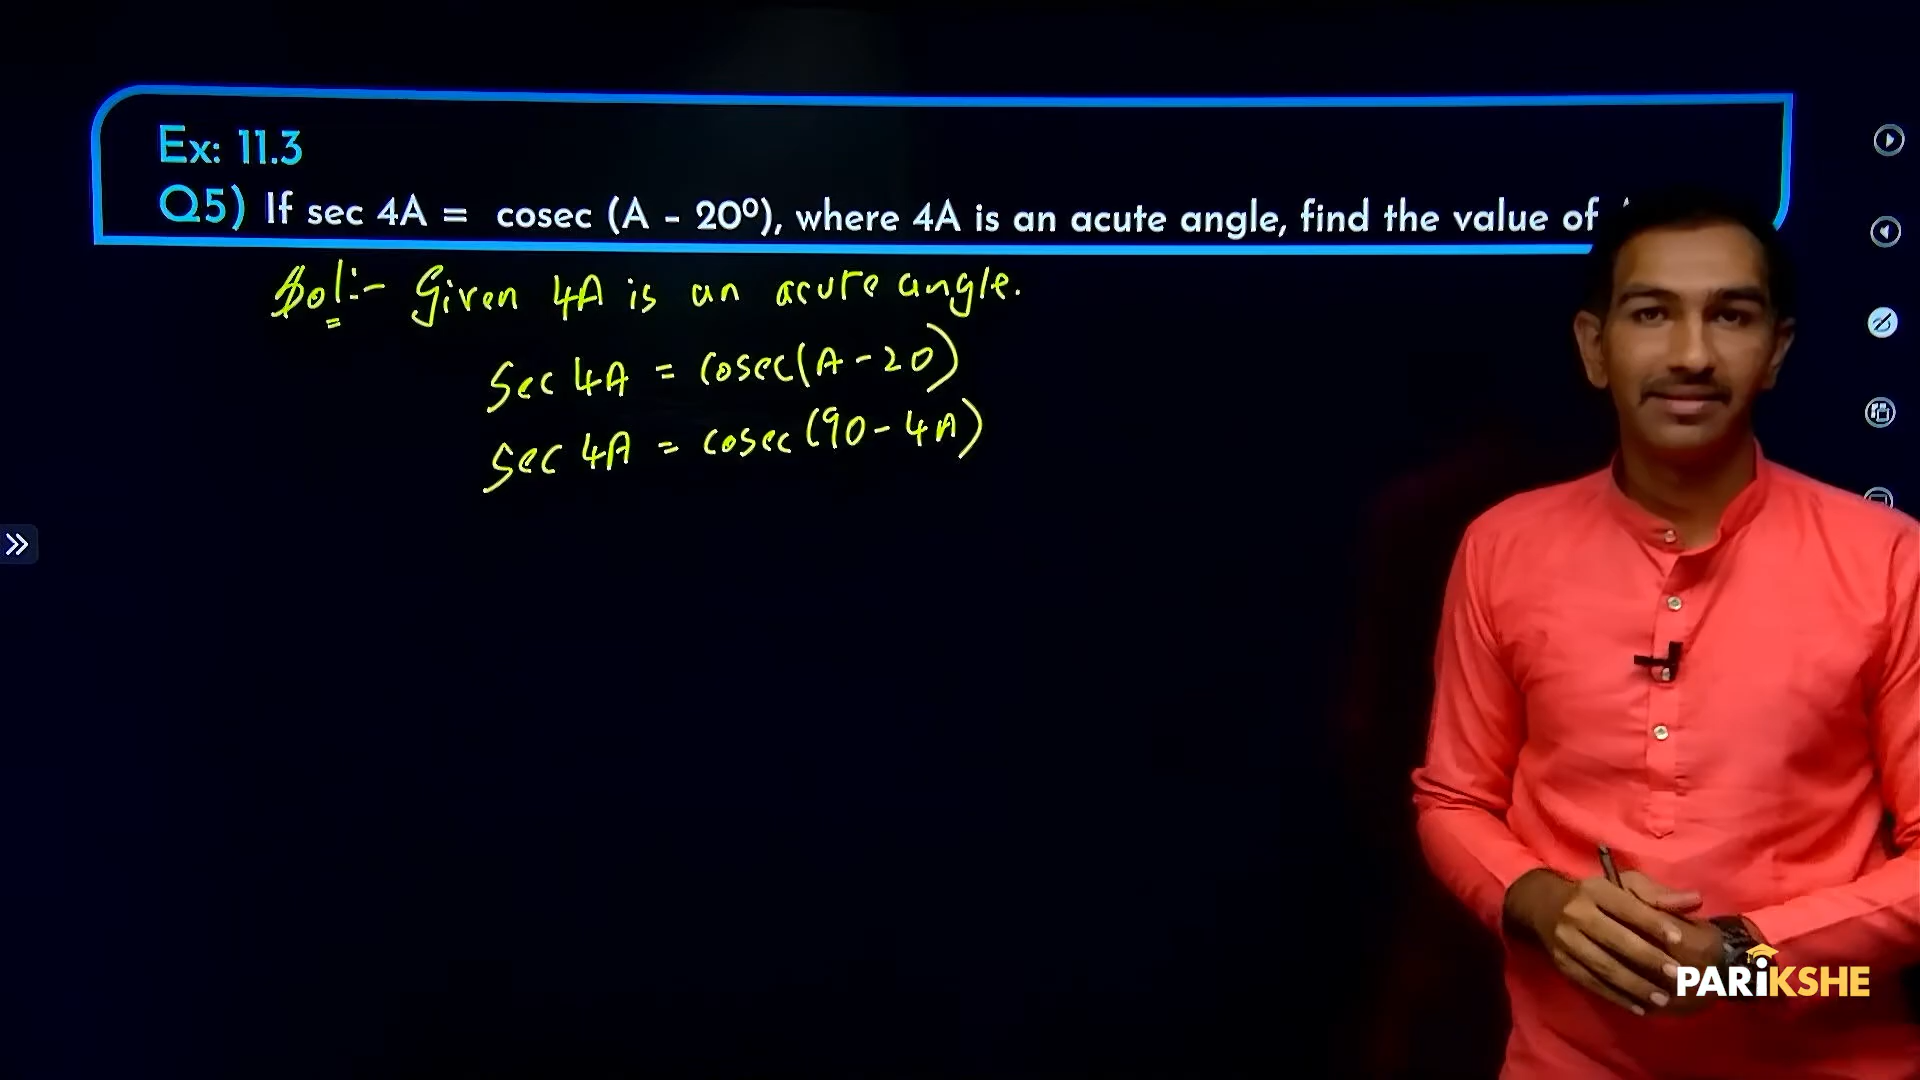 Ex: 11.3
Q5) If sec 4A = cosec (A - 20º), where 4A is an acute angle, find the value of
Sol:- Given 4A is an acute angle.
Sec 4A = Cosec(A-20)
Sec 4A = cosec (90-4A)
PARiKSHE